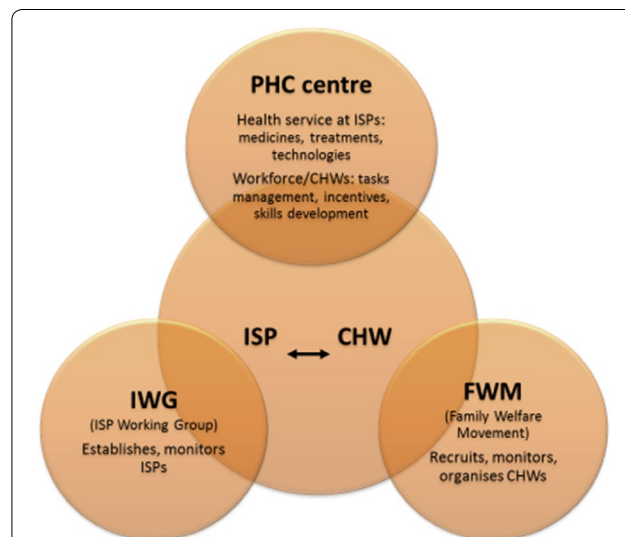 PHC centre
Health service at ISPs:
medicines, treatments,
technologies
Workforce/CHWs: tasks
management, incentives,
skills development
ISP CHW
IWG
(ISP Working Group)
Establishes, monitors
ISPs
FWM
(Family Welfare
Movement)
Recruits, monitors,
organises CHWs